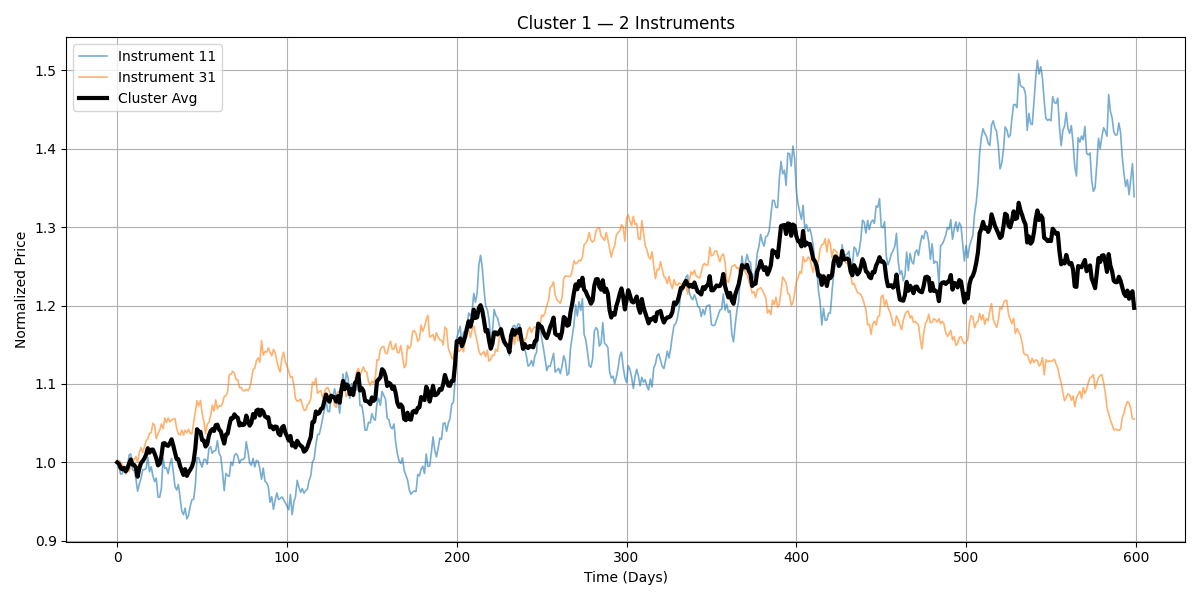 Cluster 1 — 2 Instruments
Instrument 11
Instrument 31
Cluster Avg
Normalized Price
1.5
1.4
1.3
1.2
1.1
1.0
0.9
0 100 200 300 400 500 600
Time (Days)